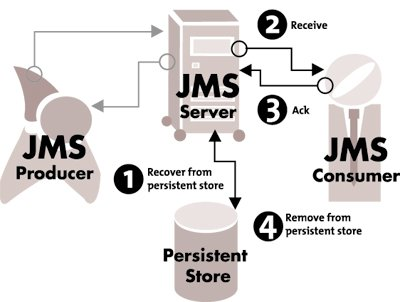 2 Receive
JMS
Server
3 Ack
JMS
Producer
JMS
Consumer
1 Recover from
persistent store
4 Remove from
persistent store
Persistent
Store